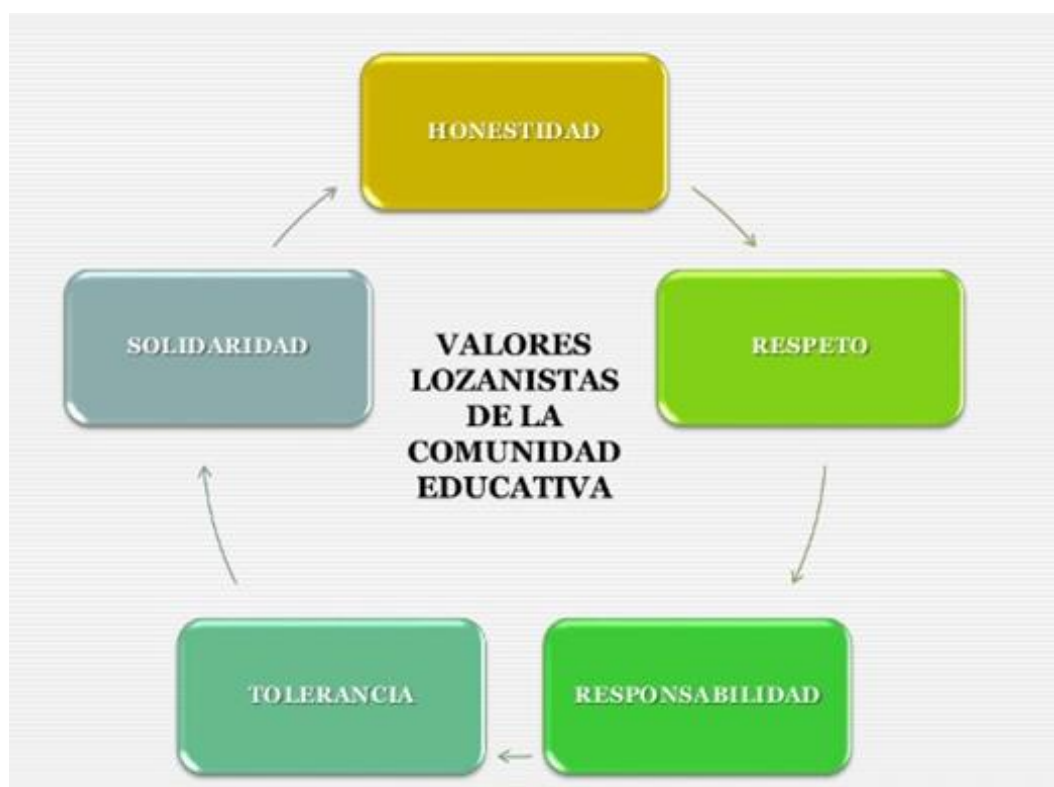 HONESTIDAD
SOLIDARIDAD
VALORES
LOZANISTAS
DE LA
COMUNIDAD
EDUCATIVA
RESPETO
TOLERANCIA
RESPONSABILIDAD